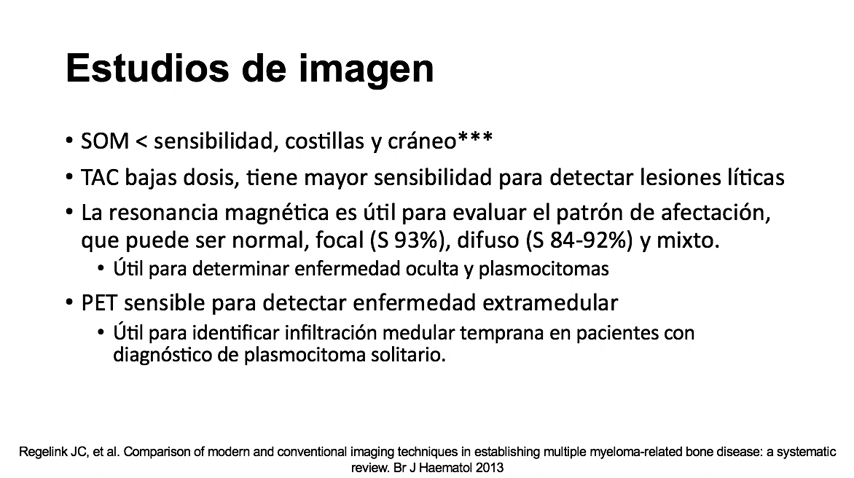 Estudios de imagen
• SOM < sensibilidad, costillas y cráneo***
• TAC bajas dosis, tiene mayor sensibilidad para detectar lesiones líticas
• La resonancia magnética es útil para evaluar el patrón de afectación,
que puede ser normal, focal (S 93%), difuso (S 84-92%) y mixto.
• Útil para determinar enfermedad oculta y plasmocitomas
• PET sensible para detectar enfermedad extramedular
• Útil para identificar infiltración medular temprana en pacientes con
diagnóstico de plasmocitoma solitario.
Regelink JC, et al. Comparison of modern and conventional imaging techniques in establishing multiple myeloma-related bone disease: a systematic
review. Br J Haematol 2013